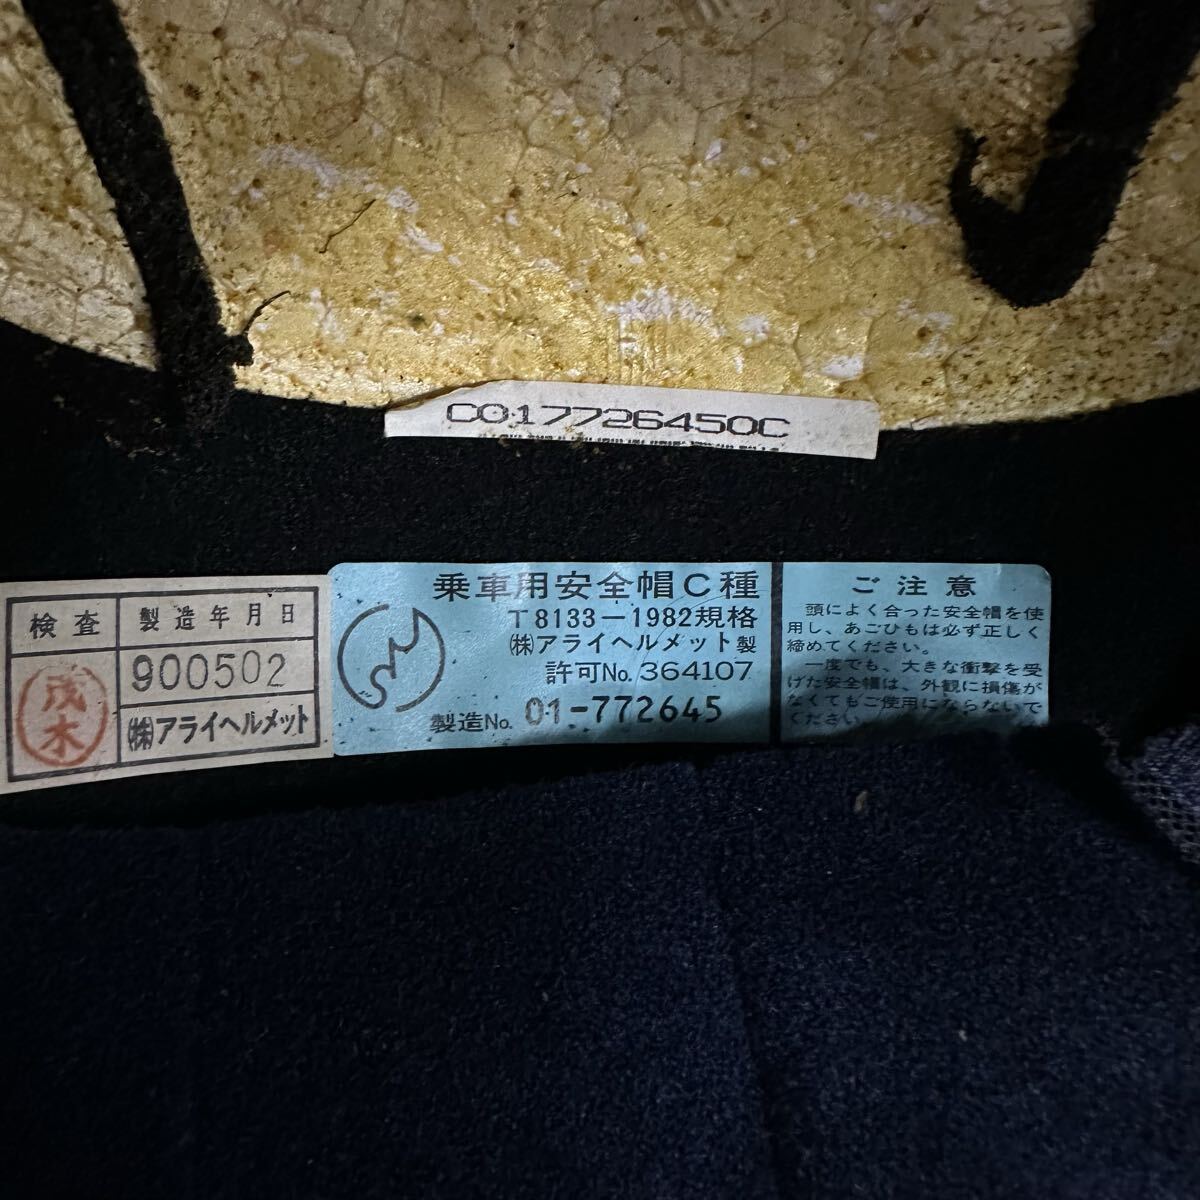 C0177264500C
検査
製造年月日
900502
茂木
㈱アライヘルメット
乗車用安全帽C種
T8133-1982規格
㈱アライヘルメット製
許可No. 364107
製造No. 01-772645
ご注意
頭によく合った安全帽を使
用し、あごひもは必ず正しく
締めてください。
一度でも、大きな衝撃を受
けた安全帽は、外観に損傷が
なくてもご使用にならないで
ください。